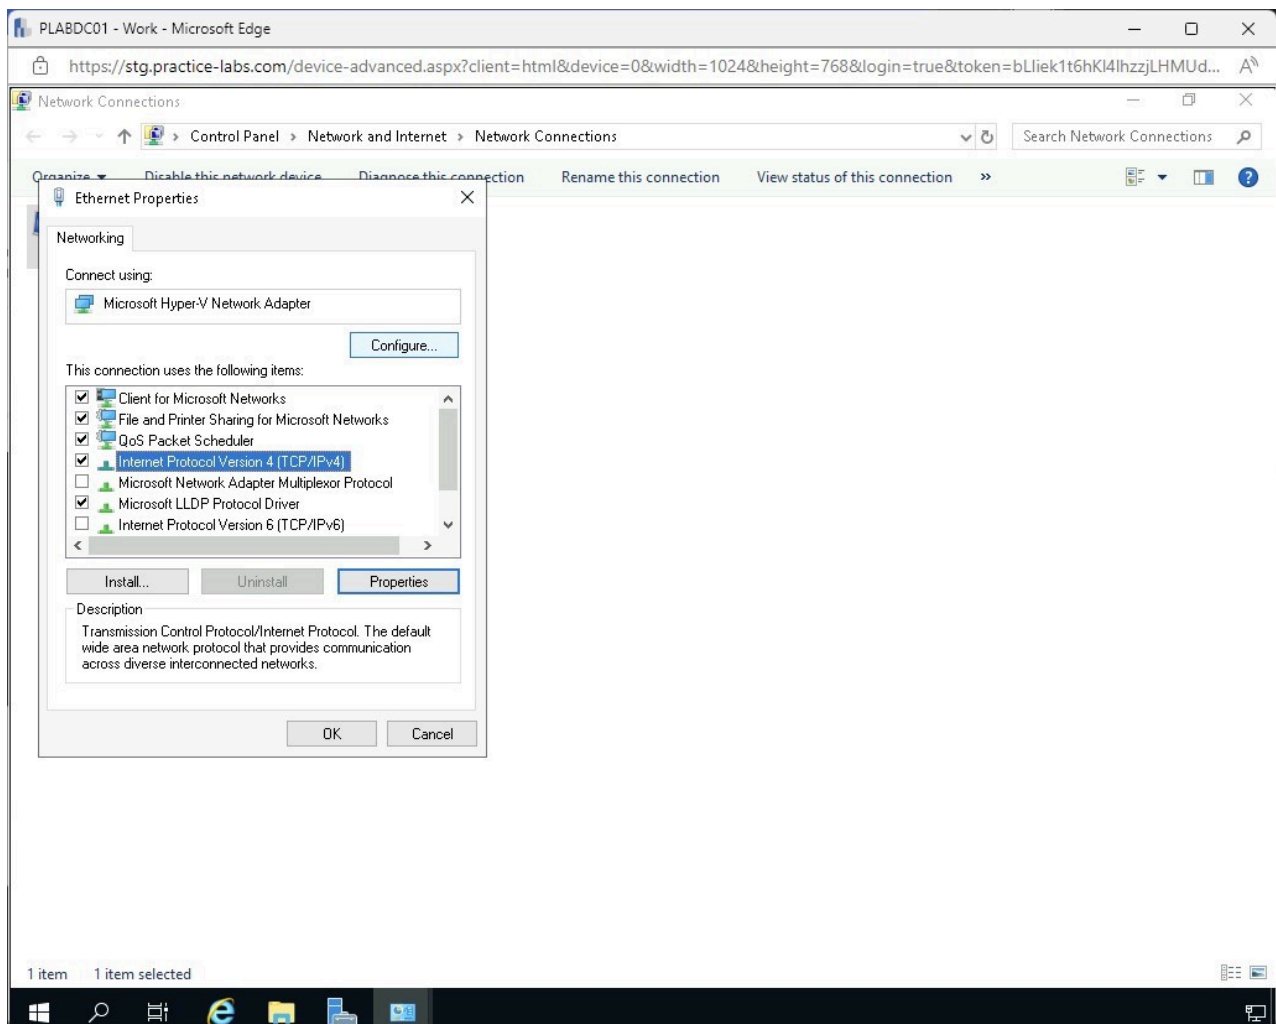 PLABDC01 - Work - Microsoft Edge
https://stg.practice-labs.com/device-advanced.aspx?client=html&device=0&width=1024&height=768&login=true&token=bLliek1t6hKl4lhzzjLHMUd... A
Network Connections
Control Panel > Network and Internet > Network Connections
Search Network Connections
Organize Disable this network device Diagnose this connection Rename this connection View status of this connection »
Ethernet Properties
Networking
Connect using:
Microsoft Hyper-V Network Adapter
Configure...
This connection uses the following items:
Client for Microsoft Networks
File and Printer Sharing for Microsoft Networks
QoS Packet Scheduler
Internet Protocol Version 4 (TCP/IPv4)
Microsoft Network Adapter Multiplexor Protocol
Microsoft LLDP Protocol Driver
Internet Protocol Version 6 (TCP/IPv6)
Install... Uninstall Properties
Description
Transmission Control Protocol/Internet Protocol. The default
wide area network protocol that provides communication
across diverse interconnected networks.
OK Cancel
1 item 1 item selected